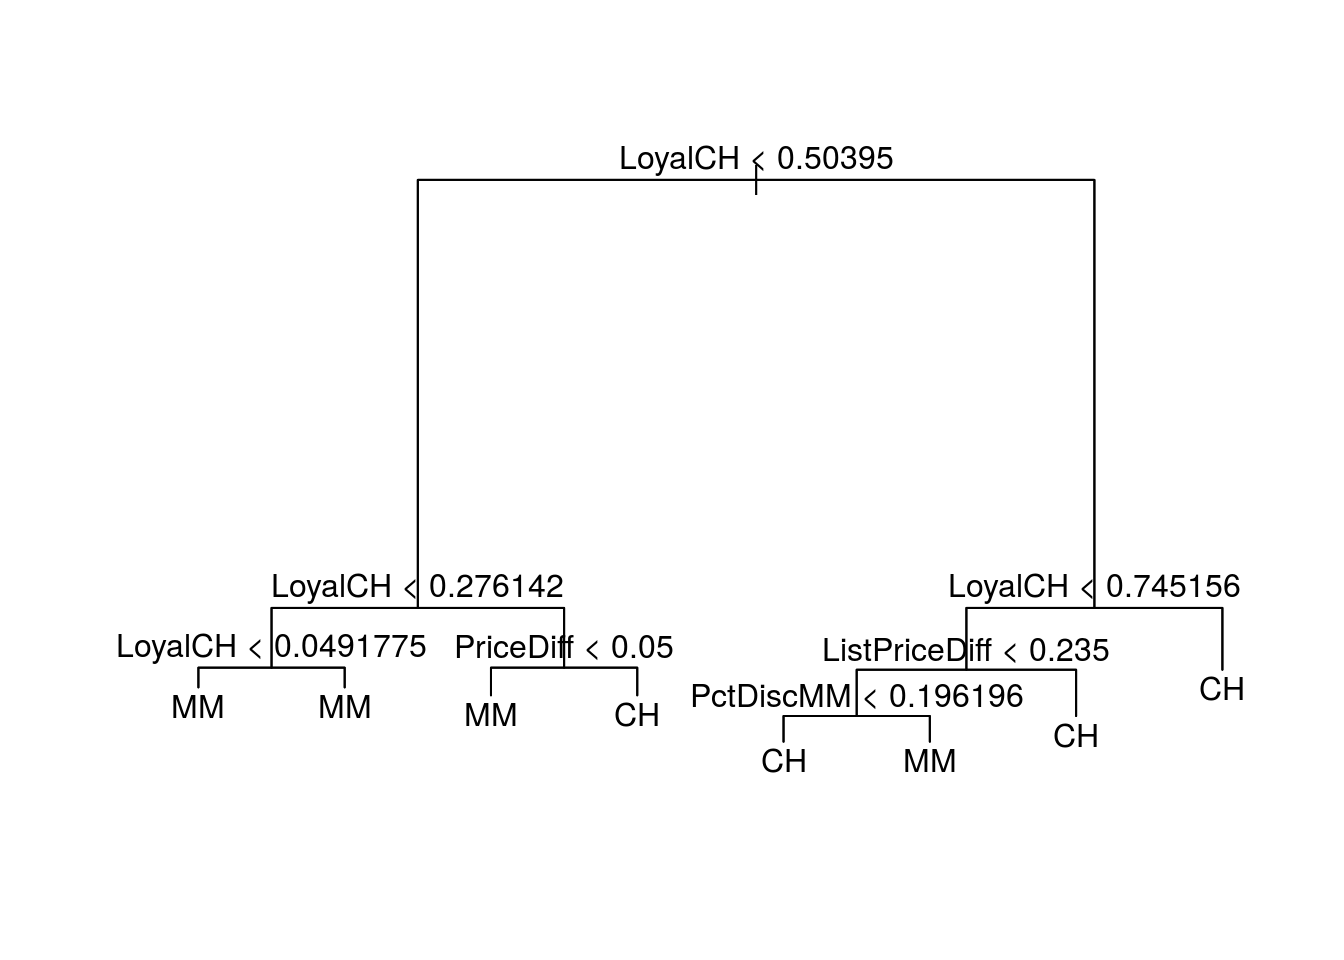 LoyalCH < 0.50395
LoyalCH < 0.276142
LoyalCH < 0.745156
LoyalCH < 0.0491775
PriceDiff < 0.05
ListPriceDiff < 0.235
MM
MM
MM
CH
PctDiscMM < 0.196196
CH
CH
CH
MM